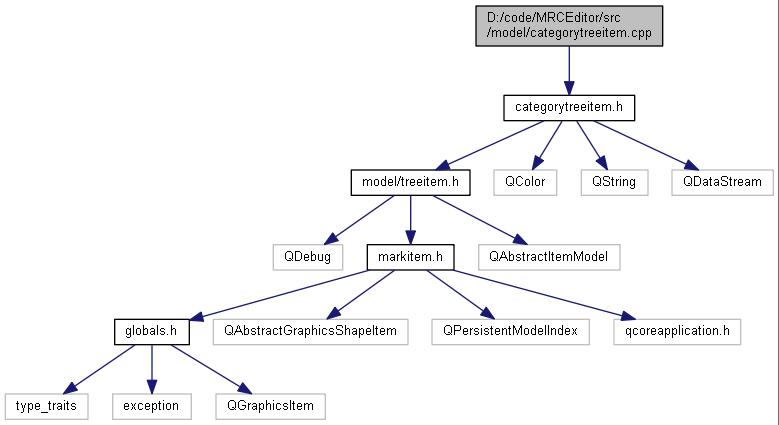 D:/code/MRCEditor/src
/model/categorytreeitem.cpp
categorytreeitem.h
model/treeitem.h
QColor
QString
QDataStream
QDebug
markitem.h
QAbstractItemModel
globals.h
QAbstractGraphicsShapeItem
QPersistentModelIndex
qcoreapplication.h
type_traits
exception
QGraphicsItem